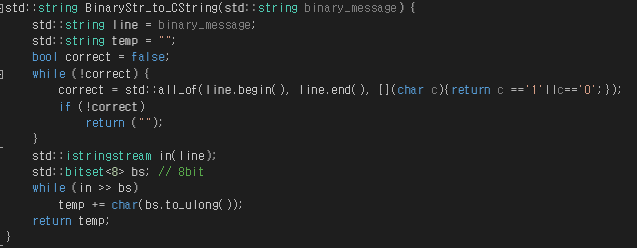 std::string BinaryStr_to_CString(std::string binary_message) {
    std::string line = binary_message;
    std::string temp = "";
    bool correct = false;
    while (!correct) {
        correct = std::all_of(line.begin(), line.end(), [](char c){return c =='1'||c=='0';});
        if (!correct)
            return ("");
    }
    std::istringstream in(line);
    std::bitset<8> bs; // 8bit
    while (in >> bs)
        temp += char(bs.to_ulong());
    return temp;
}